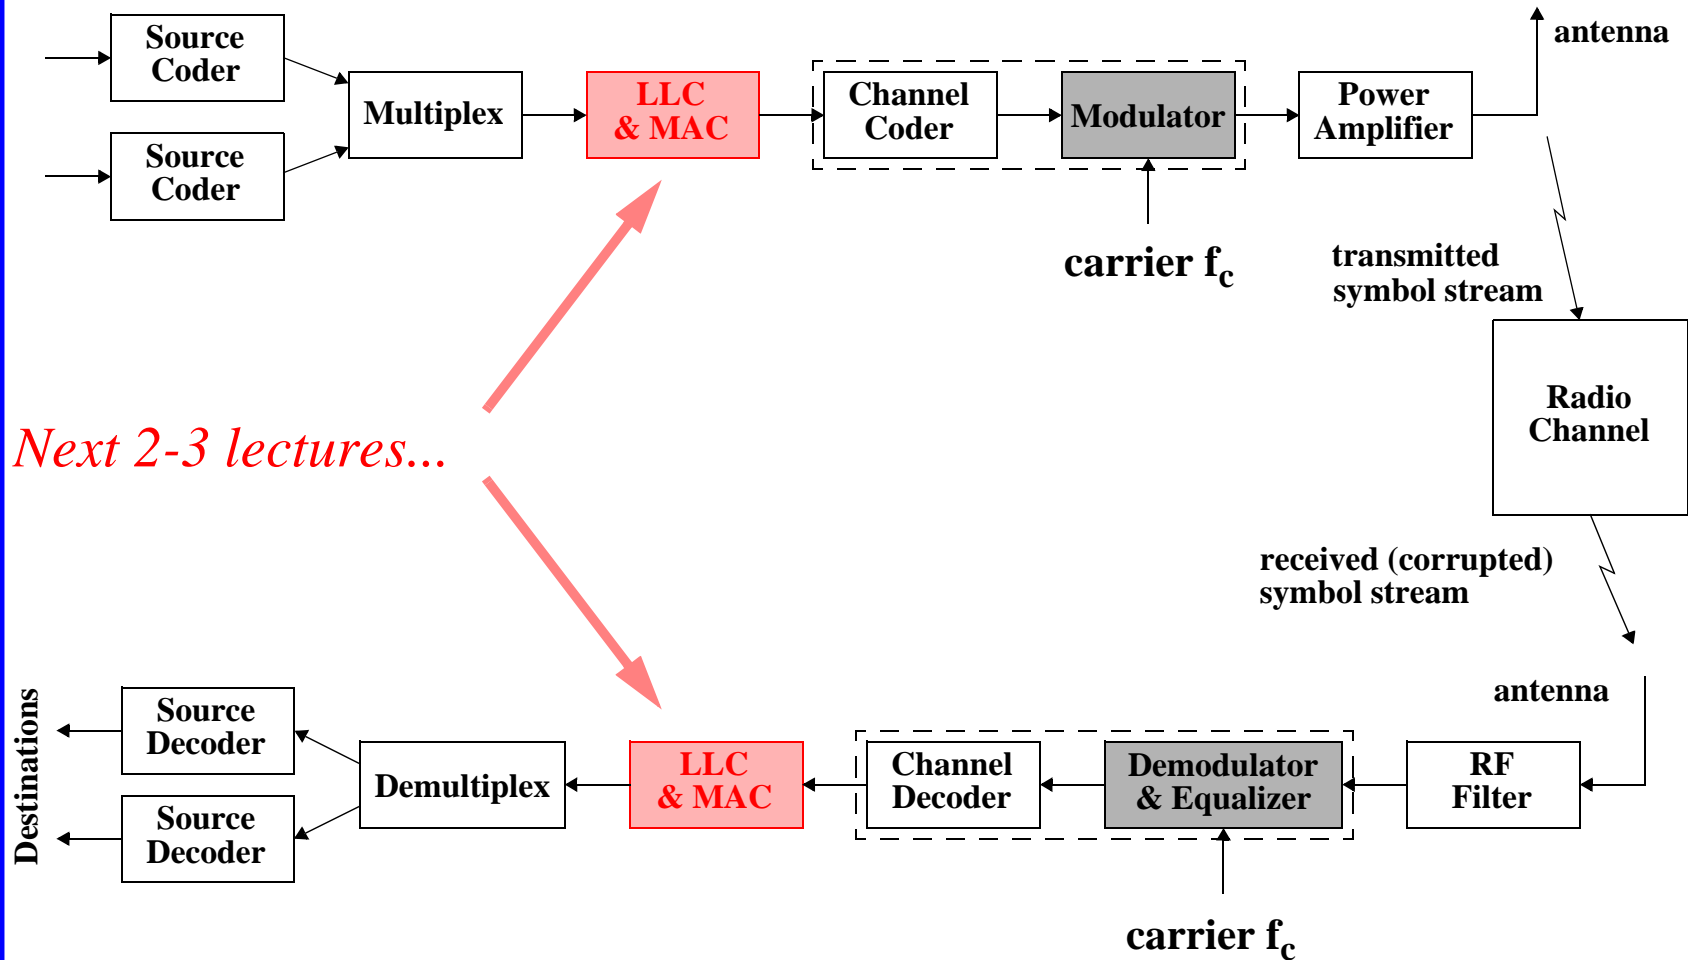 Source
Coder
Source
Coder
Multiplex
LLC
& MAC
Channel
Coder
Modulator
Power
Amplifier
antenna
carrier fc
transmitted
symbol stream
Radio
Channel
Next 2-3 lectures...
received (corrupted)
symbol stream
antenna
RF
Filter
Demodulator
& Equalizer
carrier fc
Channel
Decoder
LLC
& MAC
Demultiplex
Source
Decoder
Source
Decoder
Destinations